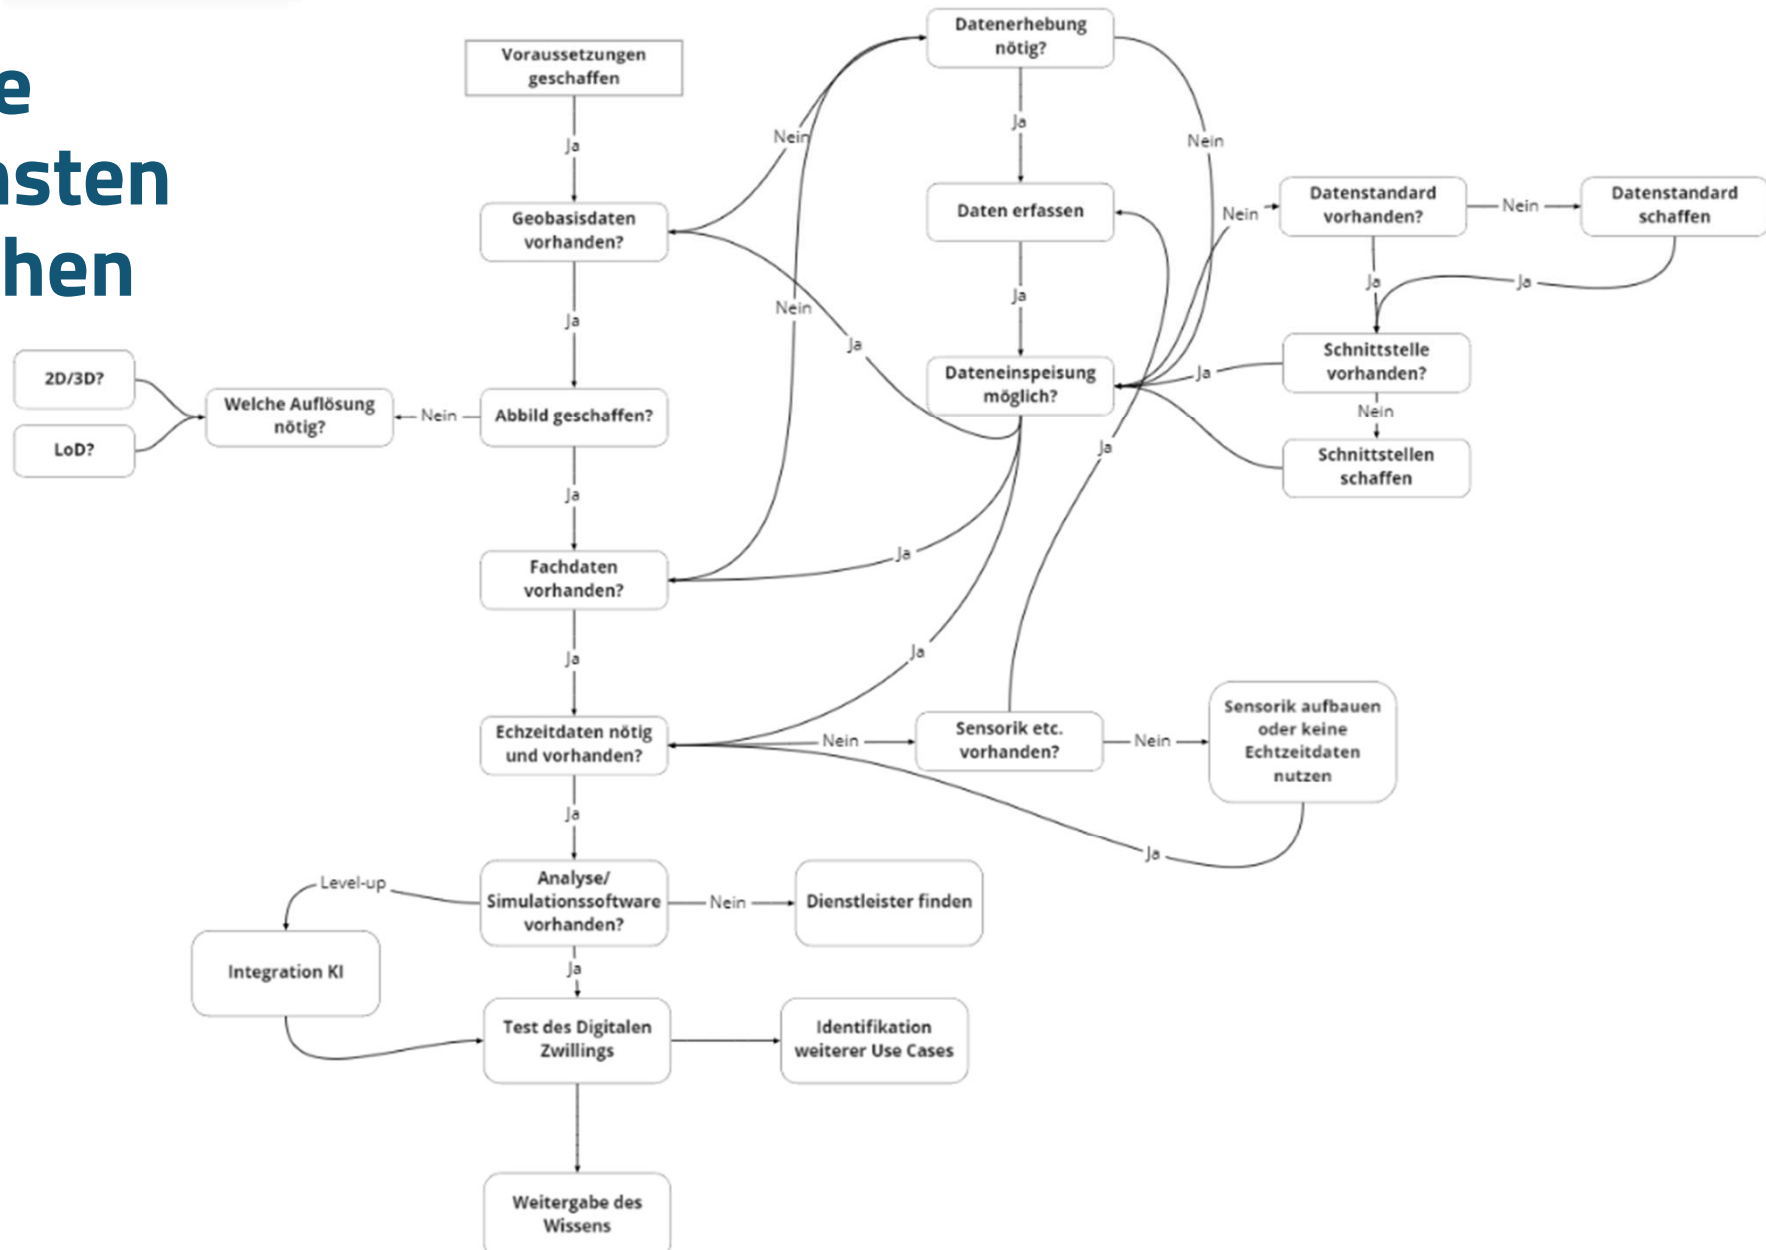 e
nsten
hen
Voraussetzungen
geschaffen
Ja
Geobasisdaten
vorhanden?
Ja
Abbild geschaffen?
Nein
Welche Auflösung
nötig?
2D/3D?
LoD?
Ja
Fachdaten
vorhanden?
Ja
Echzeitdaten nötig
und vorhanden?
Ja
Analyse/
Simulationssoftware
vorhanden?
Level-up
Integration KI
Nein
Dienstleister finden
Ja
Test des Digitalen
Zwillings
Identifikation
weiterer Use Cases
Weitergabe des
Wissens
Nein
Nein
Datenerhebung
nötig?
Ja
Nein
Daten erfassen
Ja
Dateneinspeisung
möglich?
Ja
Ja
Ja
Nein
Datenstandard
vorhanden?
Nein
Datenstandard
schaffen
Ja
Ja
Schnittstelle
vorhanden?
Ja
Nein
Schnittstellen
schaffen
Ja
Nein
Sensorik etc.
vorhanden?
Nein
Sensorik aufbauen
oder keine
Echtzeitdaten
nutzen
Ja